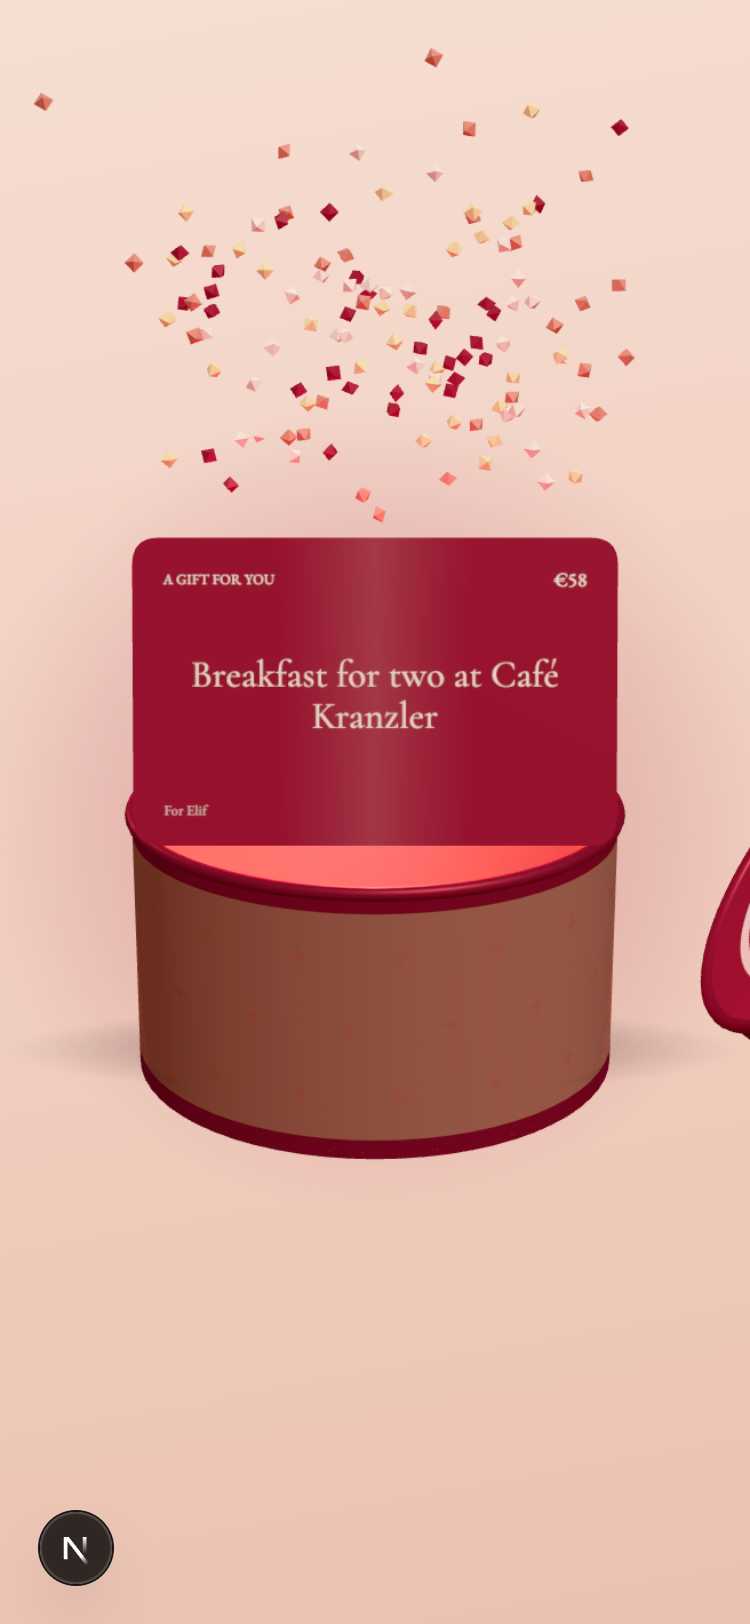 A GIFT FOR YOU
€58
Breakfast for two at Café
Kranzler
For Elif
N